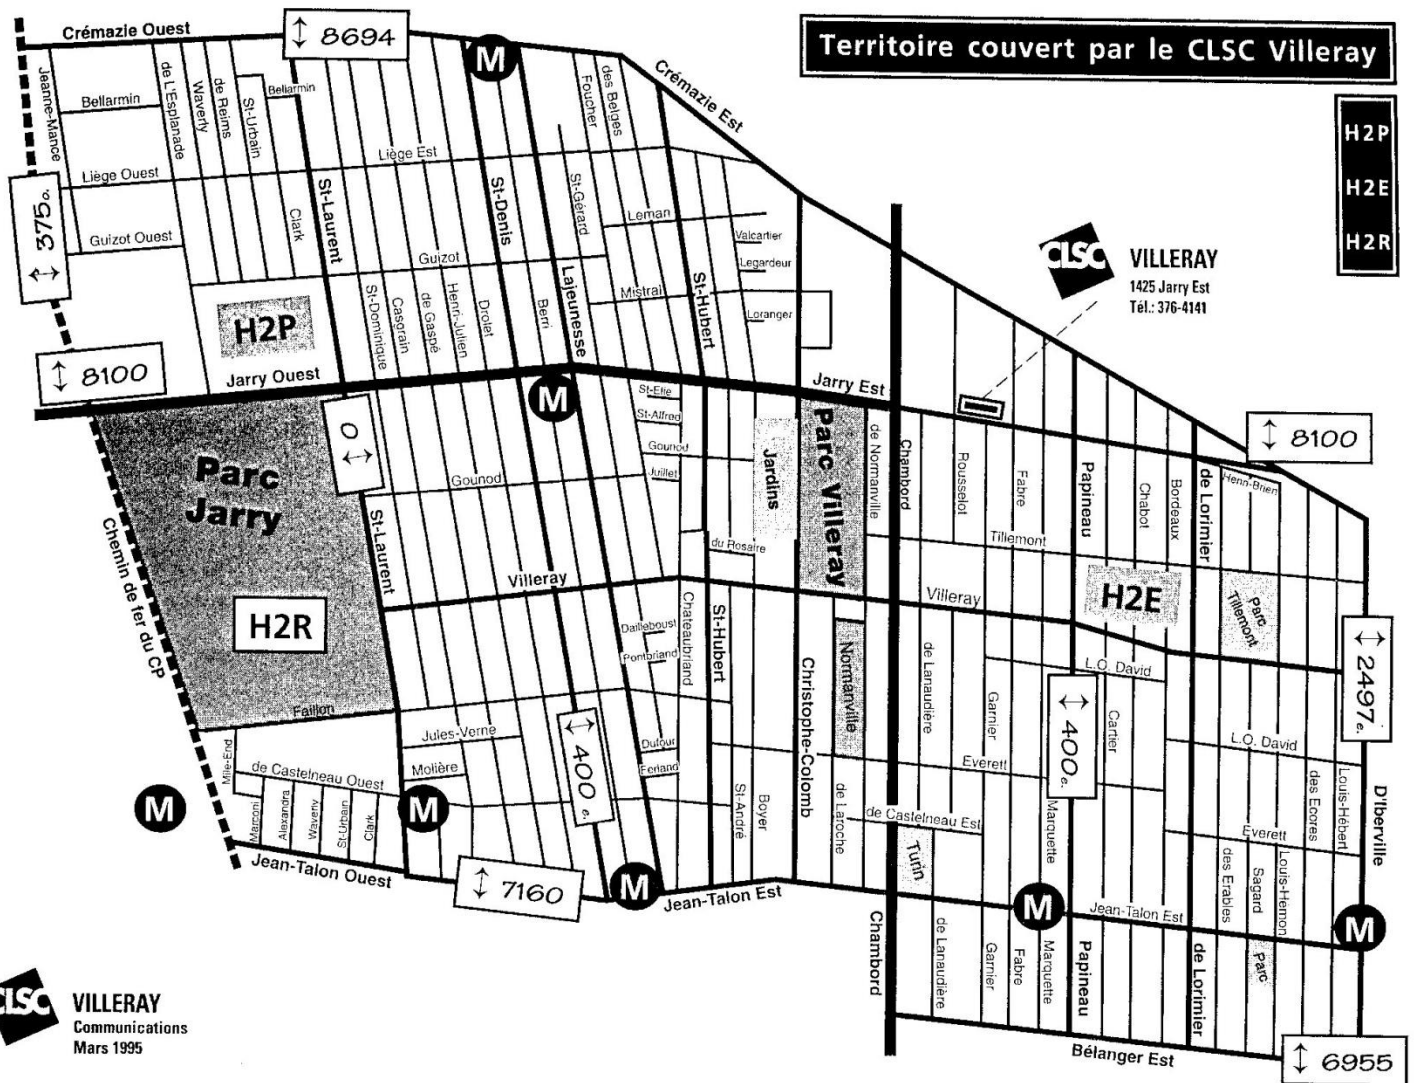 Territoire couvert par le CLSC Villeray
H2P
H2E
H2R
CLSC
VILLERAY
1425 Jarry Est
Tél.: 376-4141
Crémazie Ouest
↕ 8694
M
Crémazie Est
Jeanne-Mance
Bellarmin
de L'Esplanade
Waverly
de Reims
St-Urbain
Bellarmin
Foucher
des Belges
Liège Ouest
Liège Est
↔ 375 o.
Guizot Ouest
Clark
St-Laurent
Guizot
St-Denis
St-Gérard
Leman
Valcartier
Legardeur
Loranger
Mistral
St-Hubert
St-Dominique
Casgrain
de Gaspé
Henri-Julien
Drolet
Berri
Lajeunesse
H2P
↕ 8100
Jarry Ouest
M
Jarry Est
↕ 8100
Parc
Jarry
0 ↔
Gounod
St-Laurent
St-Elie
St-Alfred
Gounod
Juillet
Jardins
Parc Villeray
de Normanville
Chambord
Rousselot
Fabre
Papineau
Chabot
Bordeaux
de Lorimier
Henri-Brien
Tillemont
du Rosaire
Chemin de fer du CP
H2R
Villeray
Villeray
H2E
Parc
Tillemont
Dailleboust
Pontbriand
Chateaubriand
St-Hubert
Christophe-Colomb
Normanville
de Lanaudière
Garnier
L.O. David
↔ 400 e.
Cartier
↔ 2497 e.
L.O. David
Faillon
Jules-Verne
Molière
↔ 400 e.
Dufour
Ferland
Everett
Mile-End
de Castelneau Ouest
Marconi
Alexandra
Waverly
St-Urbain
Clark
M
M
St-André
Boyer
de Laroche
de Castelneau Est
Turin
Marquette
Everett
des Ecores
Louis-Hébert
D'Iberville
des Erables
Sagard
Louis-Hémon
Jean-Talon Ouest
↕ 7160
M
Jean-Talon Est
M
Jean-Talon Est
M
Chambord
de Lanaudière
Garnier
Fabre
Marquette
Papineau
de Lorimier
Parc
Bélanger Est
↕ 6955
CLSC
VILLERAY
Communications
Mars 1995